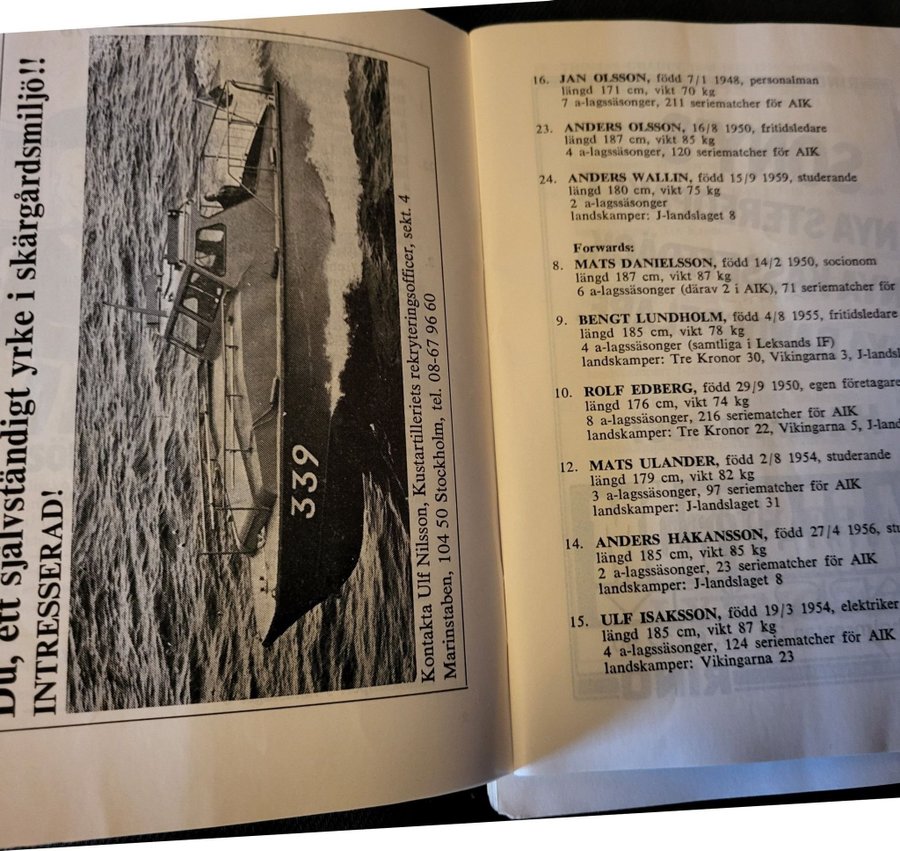 Du, ett självständigt yrke i skärgårdsmiljö!!
INTRESSERAD!
339
Kontakta Ulf Nilsson, Kustartilleriets rekryteringsofficer, sekt. 4
Marinstaben, 104 50 Stockholm, tel. 08-67 96 60
16. JAN OLSSON, född 7/1 1948, personalman
längd 171 cm, vikt 70 kg
7 a-lagssäsonger, 211 seriematcher för AIK
23. ANDERS OLSSON, 16/8 1950, fritidsledare
längd 187 cm, vikt 85 kg
4 a-lagssäsonger, 120 seriematcher för AIK
24. ANDERS WALLIN, född 15/9 1959, studerande
längd 180 cm, vikt 75 kg
2 a-lagssäsonger
landskamper: J-landslaget 8
Forwards:
8. MATS DANIELSSON, född 14/2 1950, socionom
längd 187 cm, vikt 87 kg
6 a-lagssäsonger (därav 2 i AIK), 71 seriematcher för
9. BENGT LUNDHOLM, född 4/8 1955, fritidsledare
längd 185 cm, vikt 78 kg
4 a-lagssäsonger (samtliga i Leksands IF)
landskamper: Tre Kronor 30, Vikingarna 3, J-landsl
10. ROLF EDBERG, född 29/9 1950, egen företagare
längd 176 cm, vikt 74 kg
8 a-lagssäsonger, 216 seriematcher för AIK
landskamper: Tre Kronor 22, Vikingarna 5, J-land
12. MATS ULANDER, född 2/8 1954, studerande
längd 179 cm, vikt 82 kg
3 a-lagssäsonger, 97 seriematcher för AIK
landskamper: J-landslaget 31
14. ANDERS HÅKANSSON, född 27/4 1956, stu
längd 185 cm, vikt 85 kg
2 a-lagssäsonger, 23 seriematcher för AIK
landskamper: J-landslaget 8
15. ULF ISAKSSON, född 19/3 1954, elektriker
längd 185 cm, vikt 87 kg
4 a-lagssäsonger, 124 seriematcher för AIK
landskamper: Vikingarna 23